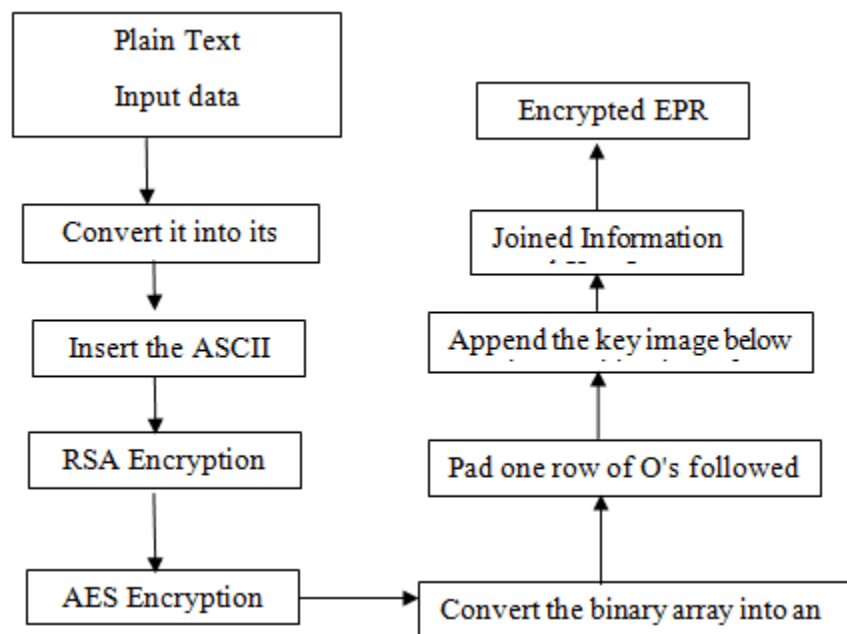 Plain Text
Input data
Convert it into its
Insert the ASCII
RSA Encryption
AES Encryption
Convert the binary array into an
Pad one row of O's followed
Append the key image below
Joined Information
Encrypted EPR